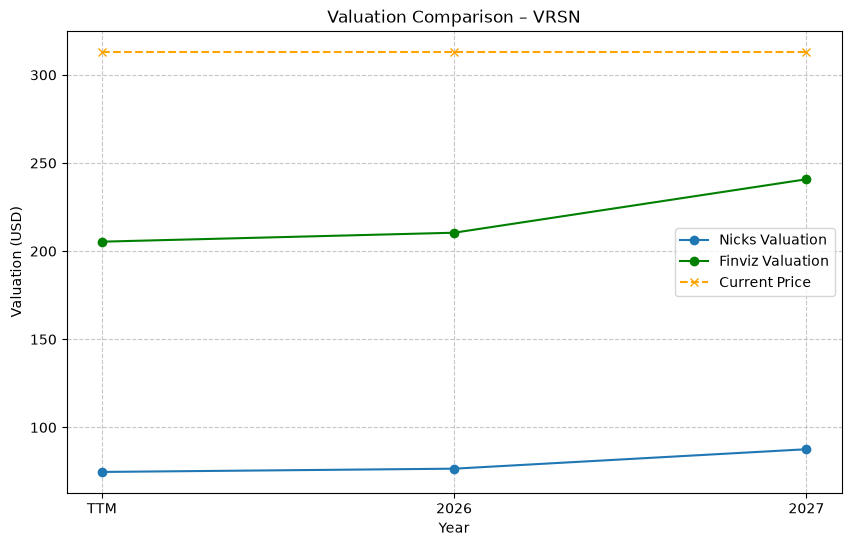 Valuation Comparison – VRSN
Valuation (USD)
300
250
200
150
100
Nicks Valuation
Finviz Valuation
Current Price
TTM
2026
2027
Year